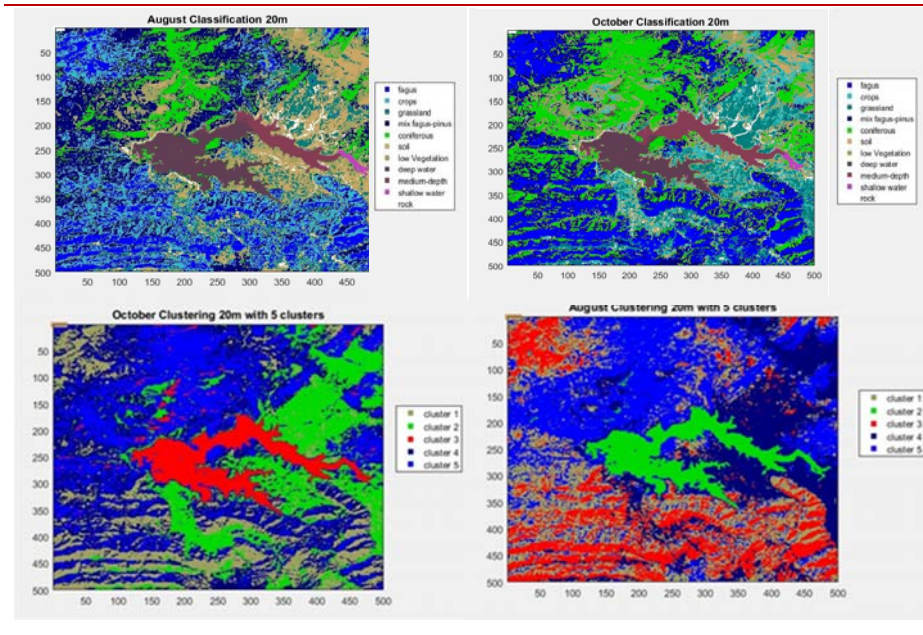 August Classification 20m
50
100
150
200
250
300
350
400
450
500
50 100 150 200 250 300 350 400 450
fagus
crops
grassland
mix fagus-pinus
coniferous
soil
low Vegetation
deep water
medium-depth
shallow water
rock
October Classification 20m
50
100
150
200
250
300
350
400
450
500
50 100 150 200 250 300 350 400 450 500
fagus
crops
grassland
mix fagus-pinus
coniferous
soil
low Vegetation
deep water
medium-depth
shallow water
rock
October Clustering 20m with 5 clusters
50
100
150
200
250
300
350
400
450
500
50 100 150 200 250 300 350 400 450 500
cluster 1
cluster 2
cluster 3
cluster 4
cluster 5
August Clustering 20m with 5 clusters
50
100
150
200
250
300
350
400
450
500
50 100 150 200 250 300 350 400 450 500
cluster 1
cluster 2
cluster 3
cluster 4
cluster 5